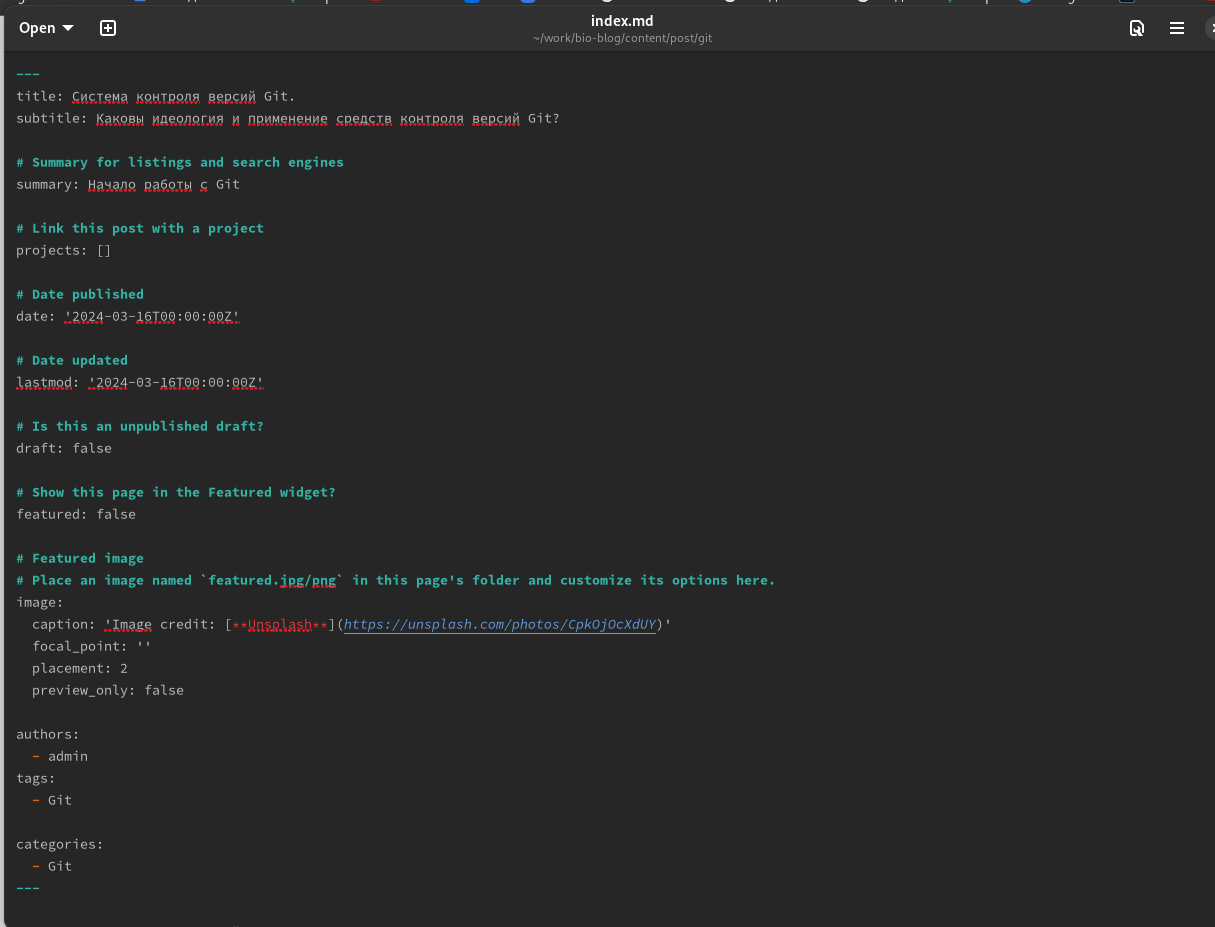 Open
index.md
~/work/bio-blog/content/post/git
---
title: Система контроля версий Git.
subtitle: Каковы идеология и применение средств контроля версий Git?
# Summary for listings and search engines
summary: Начало работы с Git
# Link this post with a project
projects: []
# Date published
date: '2024-03-16T00:00:00Z'
# Date updated
lastmod: '2024-03-16T00:00:00Z'
# Is this an unpublished draft?
draft: false
# Show this page in the Featured widget?
featured: false
# Featured image
# Place an image named `featured.jpg/png` in this page's folder and customize its options here.
image:
  caption: 'Image credit: [**Unsplash**](https://unsplash.com/photos/CpkOjOcXdUY)'
  focal_point: ''
  placement: 2
  preview_only: false
authors:
  - admin
tags:
  - Git
categories:
  - Git
---